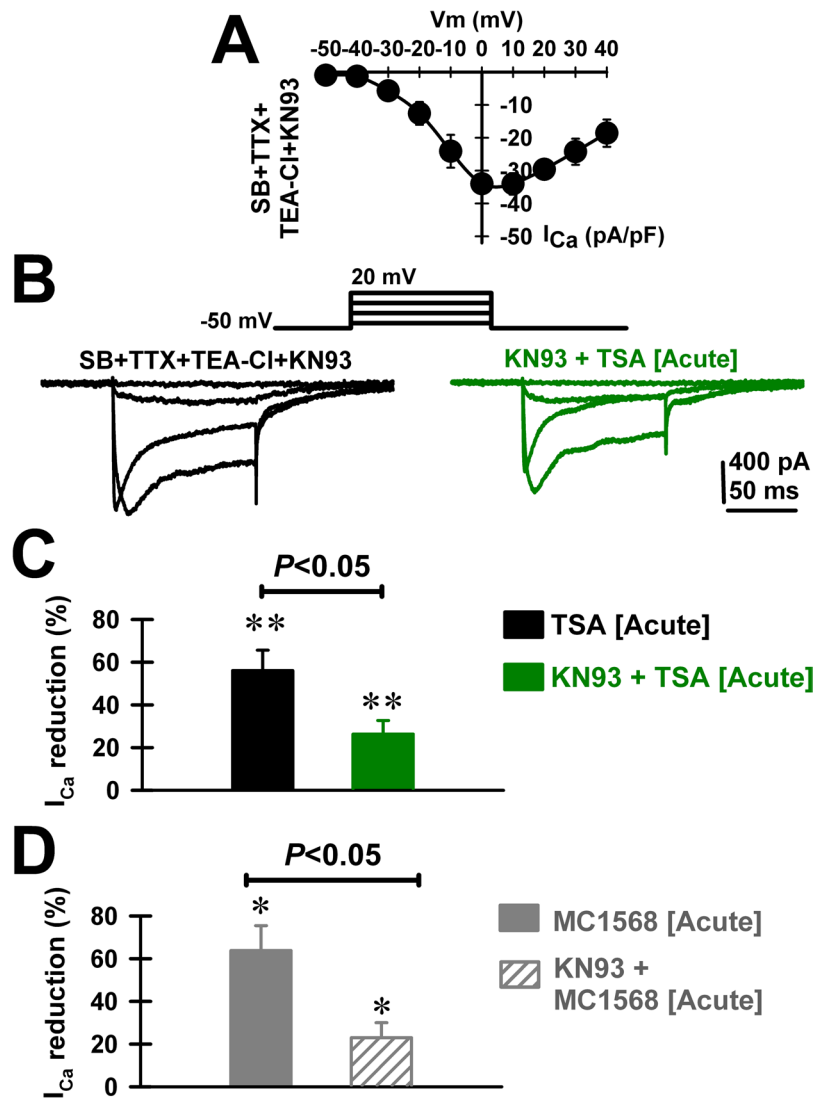 A
Vm (mV)
-50 -40 -30 -20 -10 0 10 20 30 40
SB+TTX+
TEA-Cl+KN93
-10
-20
-30
-40
-50
I_Ca (pA/pF)
B
20 mV
-50 mV
SB+TTX+TEA-Cl+KN93
KN93 + TSA [Acute]
400 pA
50 ms
C
P<0.05
I_Ca reduction (%)
80
60
40
20
0
**
**
TSA [Acute]
KN93 + TSA [Acute]
D
P<0.05
I_Ca reduction (%)
80
60
40
20
0
*
*
MC1568 [Acute]
KN93 +
MC1568 [Acute]